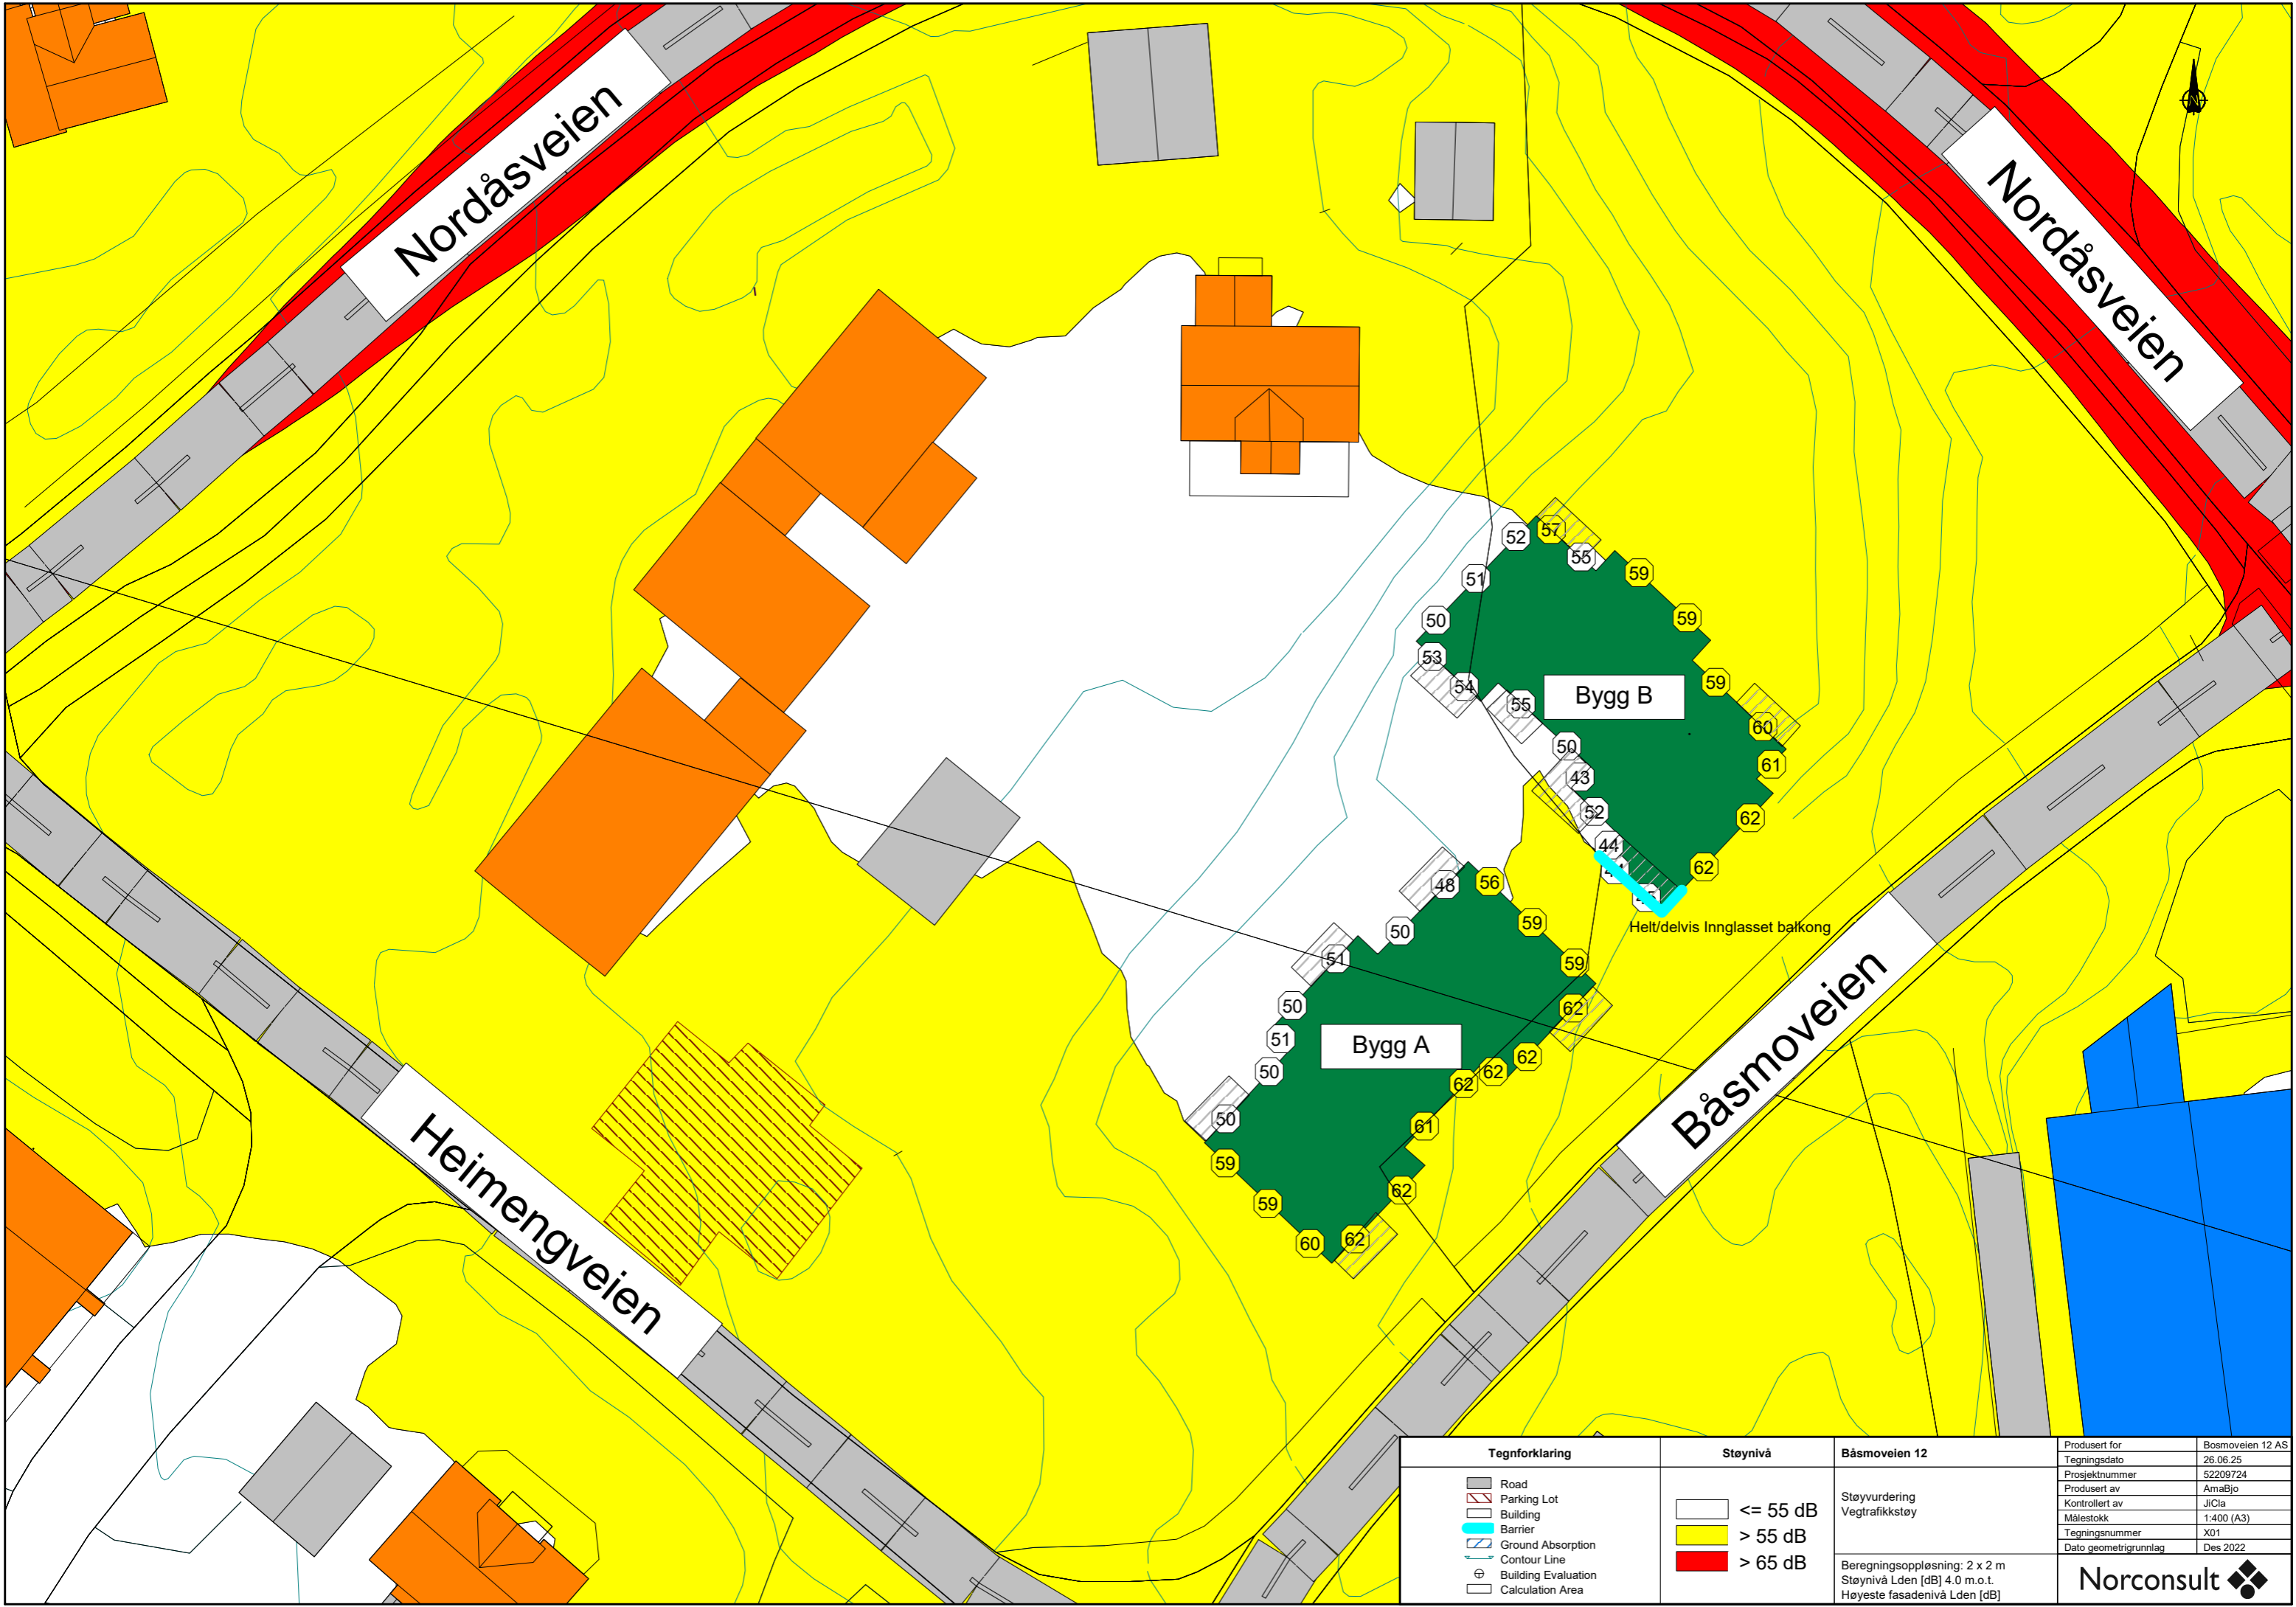 Nordåsveien
Nordåsveien
N
52
57
55
59
51
59
50
53
54
55
Bygg B
59
60
50
61
43
52
62
44
62
48
56
Helt/delvis Innglasset balkong
50
59
51
59
50
62
51
Bygg A
62
50
62
62
50
61
59
62
59
60
62
Båsmoveien
Heimengveien
Tegnforklaring
Road
Parking Lot
Building
Barrier
Ground Absorption
Contour Line
Building Evaluation
Calculation Area
Støynivå
<= 55 dB
> 55 dB
> 65 dB
Båsmoveien 12
Støyvurdering
Vegtrafikkstøy
Beregningsoppløsning: 2 x 2 m
Støynivå Lden [dB] 4.0 m.o.t.
Høyeste fasadenivå Lden [dB]
Produsert for Bosmoveien 12 AS
Tegningsdato 26.06.25
Prosjektnummer 52209724
Produsert av AmaBjo
Kontrollert av JiCla
Målestokk 1:400 (A3)
Tegningsnummer X01
Dato geometrigrunnlag Des 2022
Norconsult